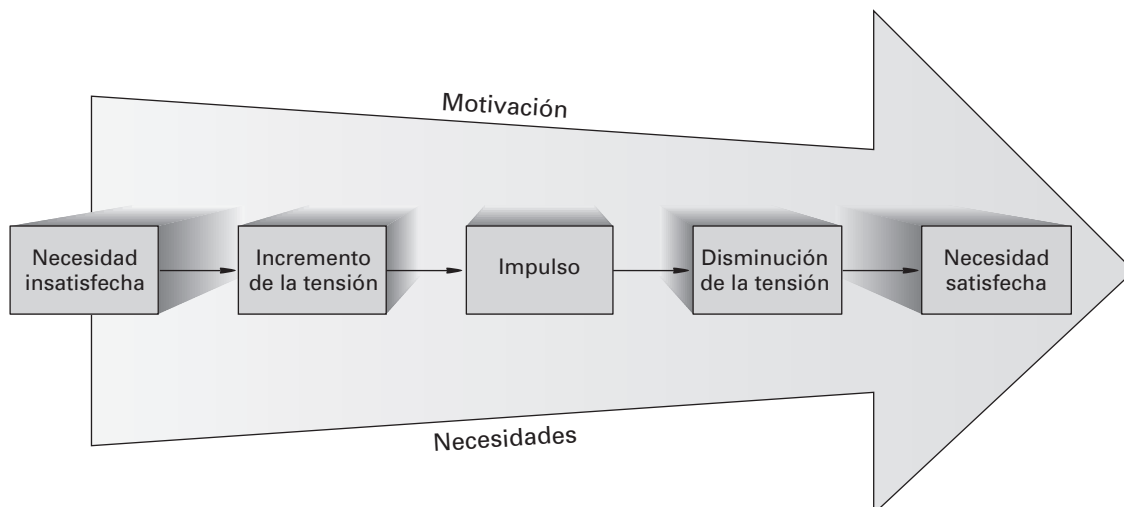 Motivación
Necesidad
insatisfecha
Incremento
de la tensión
Impulso
Disminución
de la tensión
Necesidad
satisfecha
Necesidades